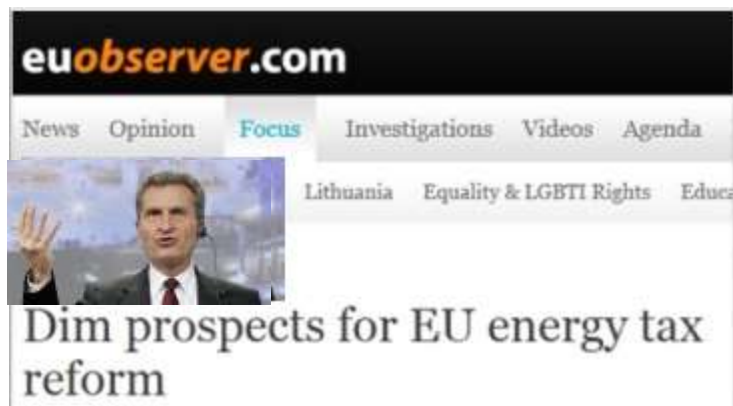 euobserver.com
News Opinion Focus Investigations Videos Agenda
Lithuania Equality & LGBTI Rights
Dim prospects for EU energy tax
reform